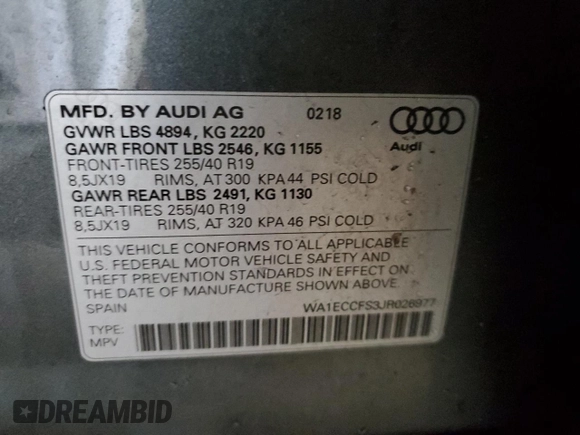 MFD. BY AUDI AG 0218
GVWR LBS 4894, KG 2220
GAWR FRONT LBS 2546, KG 1155
FRONT-TIRES 255/40 R19
8,5JX19 RIMS, AT 300 KPA 44 PSI COLD
GAWR REAR LBS 2491, KG 1130
REAR-TIRES 255/40 R19
8,5JX19 RIMS, AT 320 KPA 46 PSI COLD
Audi
THIS VEHICLE CONFORMS TO ALL APPLICABLE
U.S. FEDERAL MOTOR VEHICLE SAFETY AND
THEFT PREVENTION STANDARDS IN EFFECT ON
THE DATE OF MANUFACTURE SHOWN ABOVE.
SPAIN WA1ECCFS3JR026977
TYPE:
MPV
DREAMBID